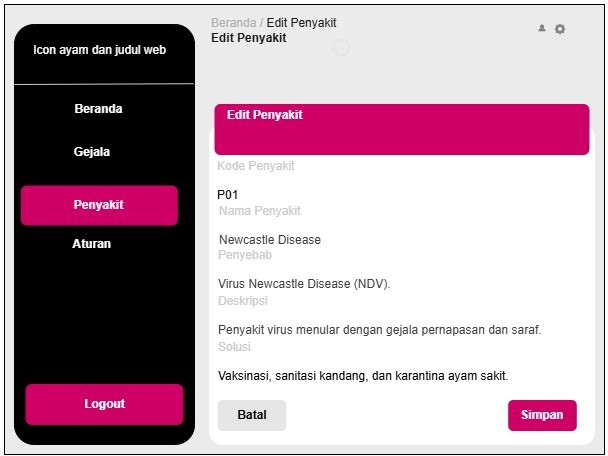 Icon ayam dan judul web
Beranda
Gejala
Penyakit
Aturan
Logout
Beranda / Edit Penyakit
Edit Penyakit
Edit Penyakit
Kode Penyakit
P01
Nama Penyakit
Newcastle Disease
Penyebab
Virus Newcastle Disease (NDV).
Deskripsi
Penyakit virus menular dengan gejala pernapasan dan saraf.
Solusi
Vaksinasi, sanitasi kandang, dan karantina ayam sakit.
Batal
Simpan